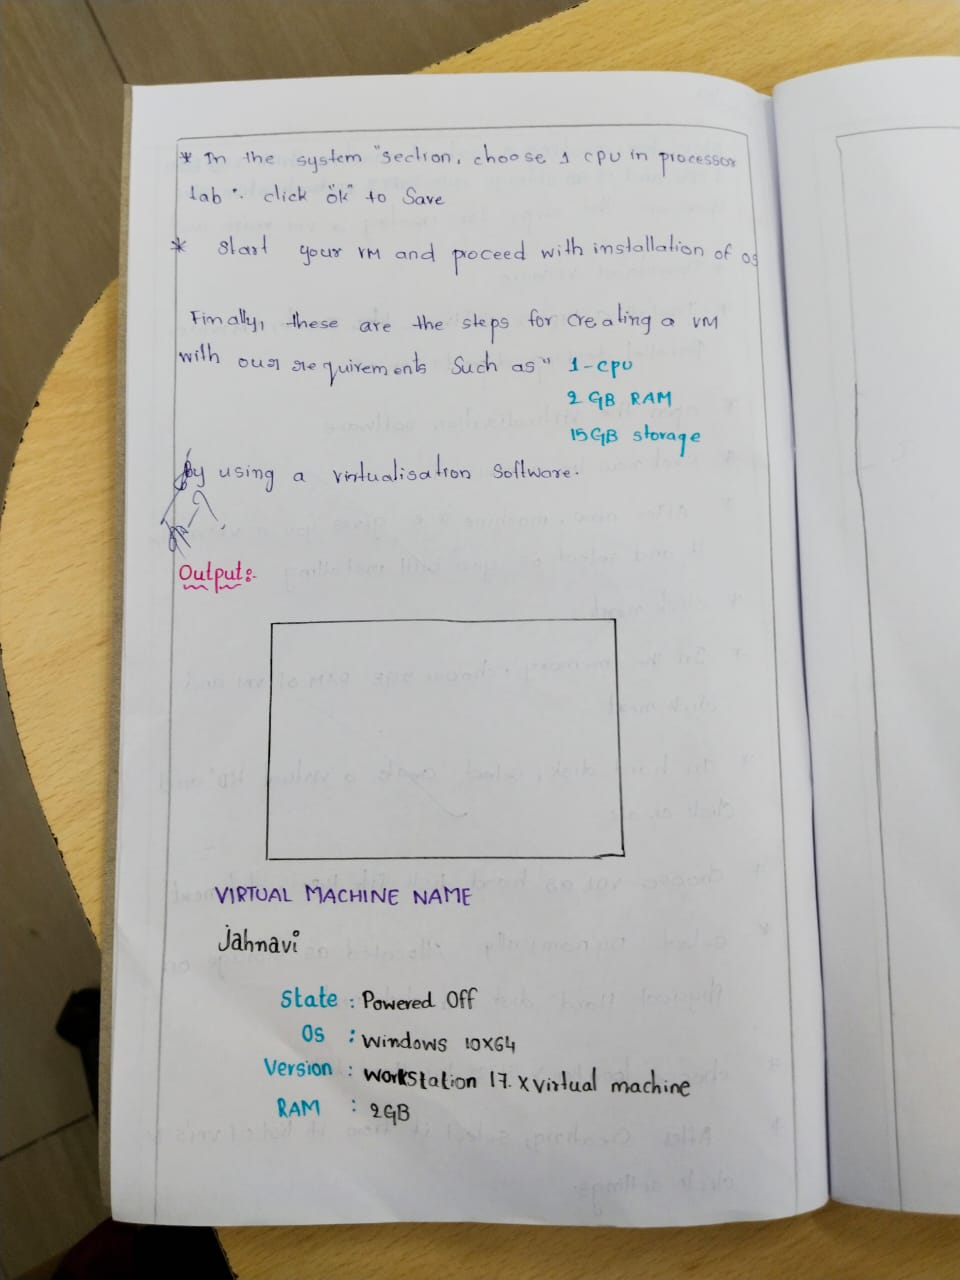 * In the system "section, choose 1 cpu in processor
tab". click "ok" to Save
* Start your VM and proceed with installation of os
Finally, these are the steps for creating a VM
with our requirements Such as" 1-cpu
2 GB RAM
15GB storage
By using a virtualisation Software.
Output:-
VIRTUAL MACHINE NAME
Jahnavi
State : Powered Off
Os : Windows 10X64
Version : Workstation 17.x virtual machine
RAM : 2GB